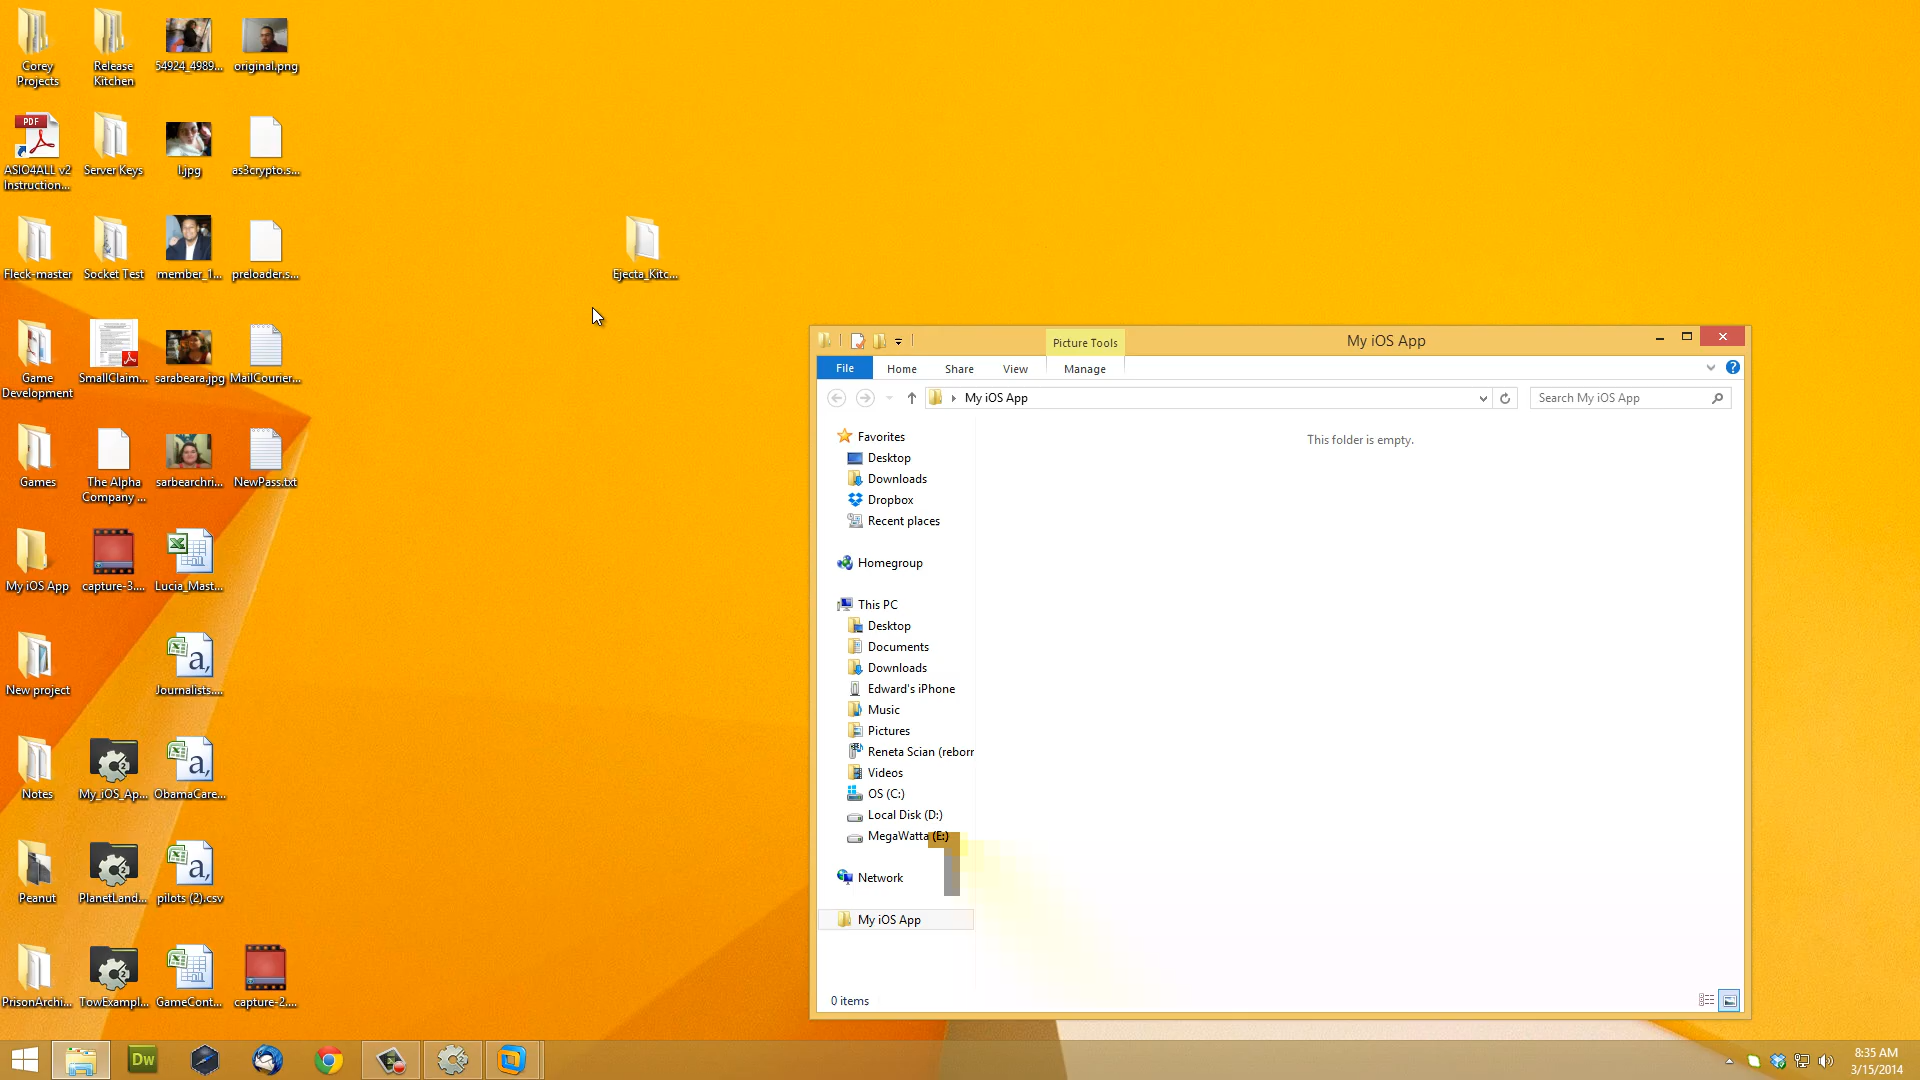 Corey
Projects
Release
Kitchen
54924_4989...
original.png
PDF
ASIO4ALL v2
Instruction...
Server Keys
I.jpg
as3crypto.s...
Fleck-master
Socket Test
member_1...
preloader.s...
Ejecta_Kitc...
Game
Development
SmallClaim...
sarabeara.jpg
MailCourier...
Games
The Alpha
Company ...
sarbearchri...
NewPass.txt
My iOS App
capture-3....
Lucia_Mast...
New project
Journalists....
Notes
My_iOS_Ap...
ObamaCare...
Peanut
PlanetLand...
pilots (2).csv
PrisonArchi...
TowExampl...
GameCont...
capture-2....
Picture Tools
My iOS App
File
Home
Share
View
Manage
My iOS App
Search My iOS App
Favorites
Desktop
Downloads
Dropbox
Recent places
Homegroup
This PC
Desktop
Documents
Downloads
Edward's iPhone
Music
Pictures
Reneta Scian (reborn
Videos
OS (C:)
Local Disk (D:)
MegaWatta (E:)
Network
My iOS App
This folder is empty.
0 items
Dw
8:35 AM
3/15/2014